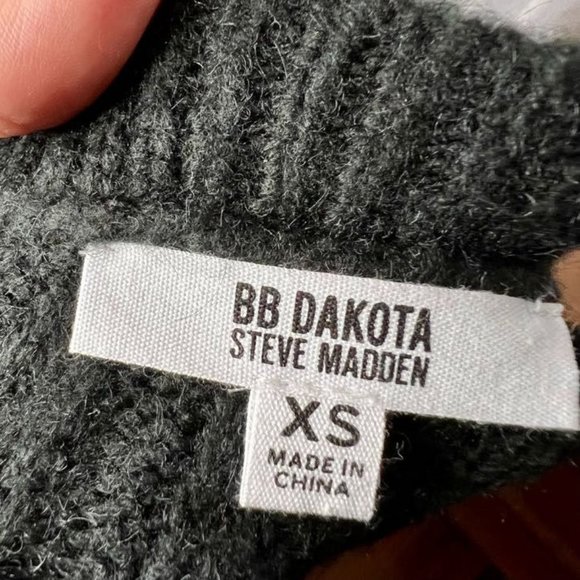 BB DAKOTA
STEVE MADDEN
XS
MADE IN
CHINA